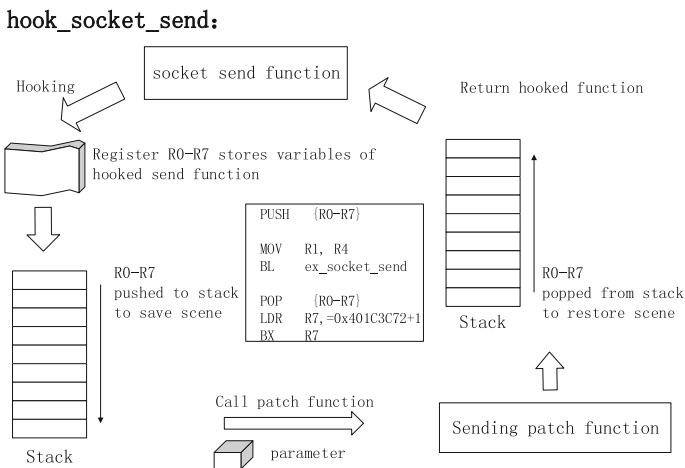 hook_socket_send:
socket send function
Hooking
Return hooked function
Register R0-R7 stores variables of
hooked send function
PUSH {R0-R7}
MOV R1, R4
BL ex_socket_send
POP {R0-R7}
LDR R7,=0x401C3C72+1
BX R7
R0-R7
pushed to stack
to save scene
R0-R7
popped from stack
to restore scene
Stack
Call patch function
Sending patch function
parameter
Stack